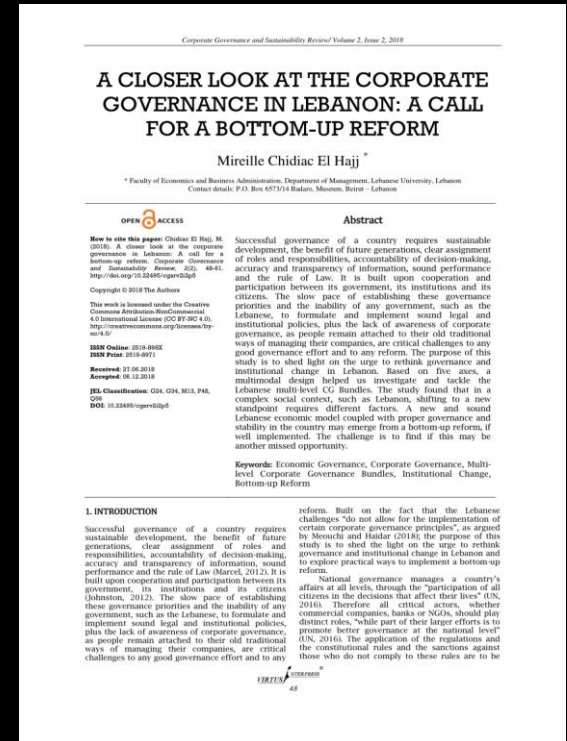 Corporate Governance and Sustainability Review/ Volume 2, Issue 2, 2018
A CLOSER LOOK AT THE CORPORATE
GOVERNANCE IN LEBANON: A CALL
FOR A BOTTOM-UP REFORM
Mireille Chidiac El Hajj *
* Faculty of Economics and Business Administration, Department of Management, Lebanese University, Lebanon
Contact details: P.O. Box 6573/14 Badaro, Museum, Beirut – Lebanon
OPEN ACCESS
How to cite this paper: Chidiac El Hajj, M.
(2018). A closer look at the corporate
governance in Lebanon: A call for a
bottom-up reform. Corporate Governance
and Sustainability Review, 2(2), 48-61.
http://doi.org/10.22495/cgsrv2i2p5
Copyright © 2018 The Authors
This work is licensed under the Creative
Commons Attribution-NonCommercial
4.0 International License (CC BY-NC 4.0).
http://creativecommons.org/licenses/by-
nc/4.0/
ISSN Online: 2519-898X
ISSN Print: 2519-8971
Received: 27.06.2018
Accepted: 06.12.2018
JEL Classification: G24, G34, M13, P48,
Q56
DOI: 10.22495/cgsrv2i2p5
Abstract
Successful governance of a country requires sustainable
development, the benefit of future generations, clear assignment
of roles and responsibilities, accountability of decision-making,
accuracy and transparency of information, sound performance
and the rule of Law. It is built upon cooperation and
participation between its government, its institutions and its
citizens. The slow pace of establishing these governance
priorities and the inability of any government, such as the
Lebanese, to formulate and implement sound legal and
institutional policies, plus the lack of awareness of corporate
governance, as people remain attached to their old traditional
ways of managing their companies, are critical challenges to any
good governance effort and to any reform. The purpose of this
study is to shed light on the urge to rethink governance and
institutional change in Lebanon. Based on five axes, a
multimodal design helped us investigate and tackle the
Lebanese multi-level CG Bundles. The study found that in a
complex social context, such as Lebanon, shifting to a new
standpoint requires different factors. A new and sound
Lebanese economic model coupled with proper governance and
stability in the country may emerge from a bottom-up reform, if
well implemented. The challenge is to find if this may be
another missed opportunity.
Keywords: Economic Governance, Corporate Governance, Multi-
level Corporate Governance Bundles, Institutional Change,
Bottom-up Reform
1. INTRODUCTION
Successful governance of a country requires
sustainable development, the benefit of future
generations, clear assignment of roles and
responsibilities, accountability of decision-making,
accuracy and transparency of information, sound
performance and the rule of Law (Marcel, 2012). It is
built upon cooperation and participation between its
government, its institutions and its citizens
(Johnston, 2012). The slow pace of establishing
these governance priorities and the inability of any
government, such as the Lebanese, to formulate and
implement sound legal and institutional policies,
plus the lack of awareness of corporate governance,
as people remain attached to their old traditional
ways of managing their companies, are critical
challenges to any good governance effort and to any
reform. Built on the fact that the Lebanese
challenges "do not allow for the implementation of
certain corporate governance principles", as argued
by Meouchi and Haidar (2018); the purpose of this
study is to shed the light on the urge to rethink
governance and institutional change in Lebanon and
to explore practical ways to implement a bottom-up
reform.
National governance manages a country's
affairs at all levels, through the "participation of all
citizens in the decisions that affect their lives" (UN,
2016). Therefore all critical actors, whether
commercial companies, banks or NGOs, should play
distinct roles, "while part of their larger efforts is to
promote better governance at the national level"
(UN, 2016). The application of the regulations and
the constitutional rules and the sanctions against
those who do not comply to these rules are to be
VIRTUS INTERPRESS®
48